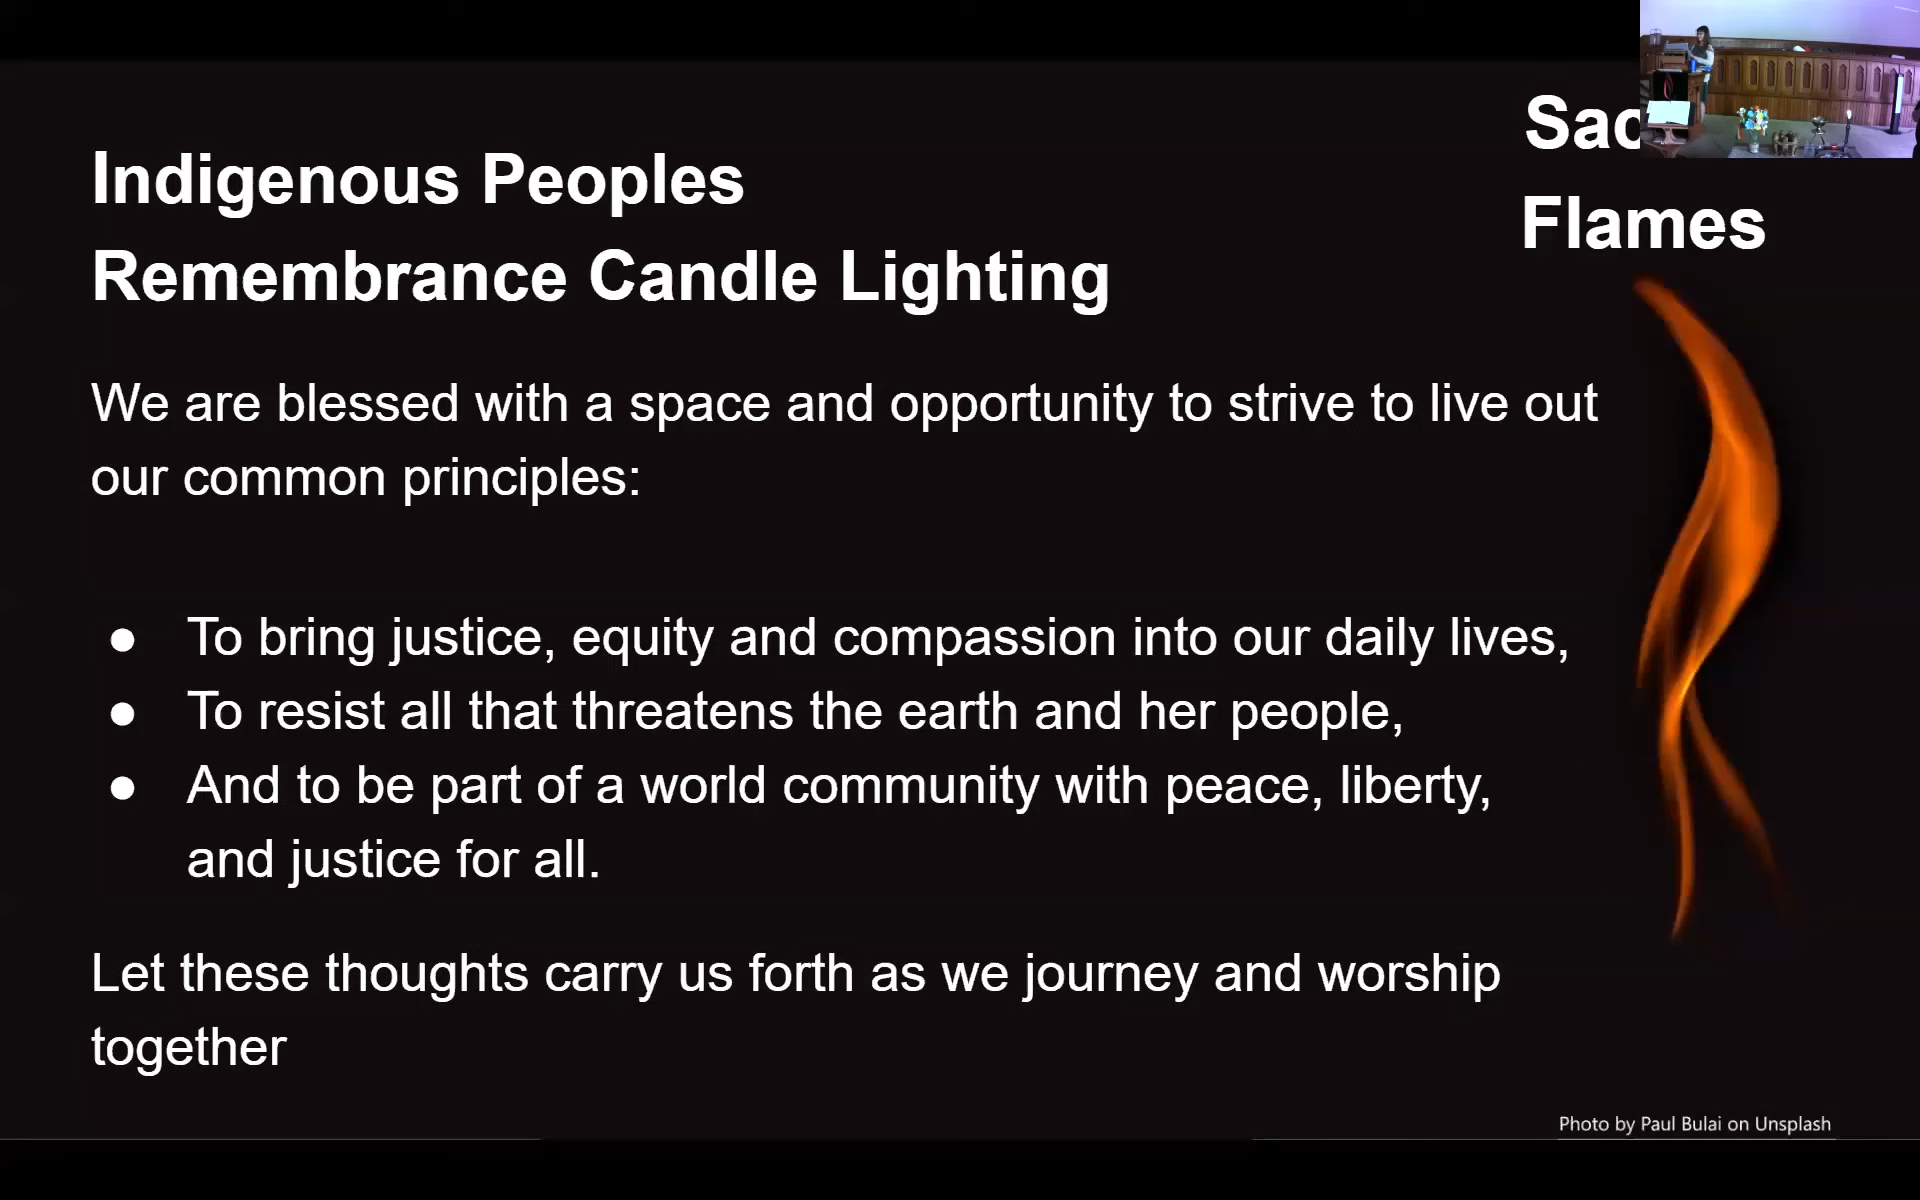 Indigenous Peoples
Remembrance Candle Lighting
We are blessed with a space and opportunity to strive to live out
our common principles:
● To bring justice, equity and compassion into our daily lives,
● To resist all that threatens the earth and her people,
● And to be part of a world community with peace, liberty,
and justice for all.
Let these thoughts carry us forth as we journey and worship
together
Flames
Photo by Paul Bulai on Unsplash